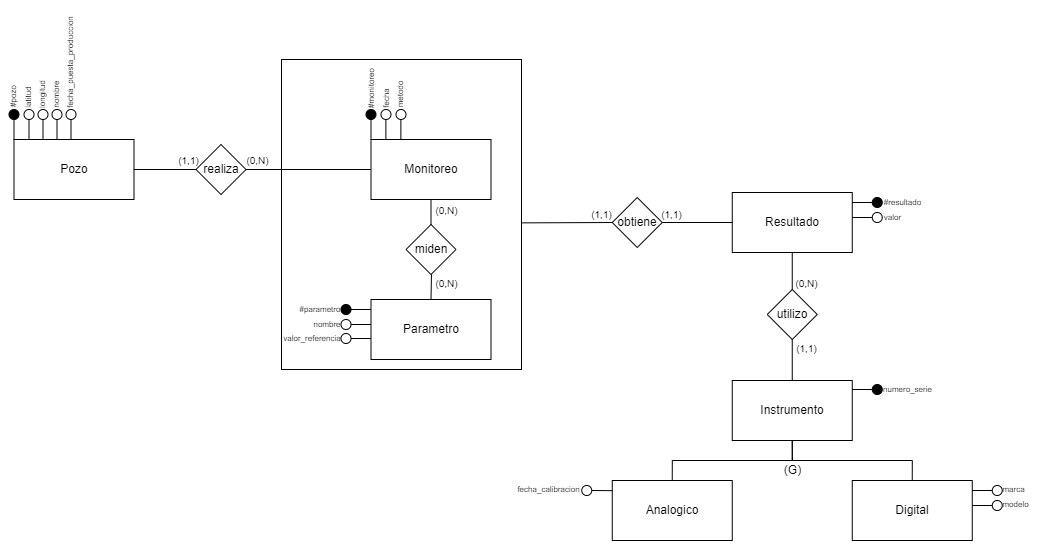 #pozo
latitud
longitud
nombre
fecha_puesta_produccion
Pozo
(1,1)
realiza
(0,N)
#monitoreo
fecha
metodo
Monitoreo
(0,N)
miden
(0,N)
#parametro
nombre
valor_referencia
Parametro
(1,1)
obtiene
(1,1)
Resultado
#resultado
valor
(0,N)
utilizo
(1,1)
Instrumento
numero_serie
(G)
fecha_calibracion
Analogico
Digital
marca
modelo